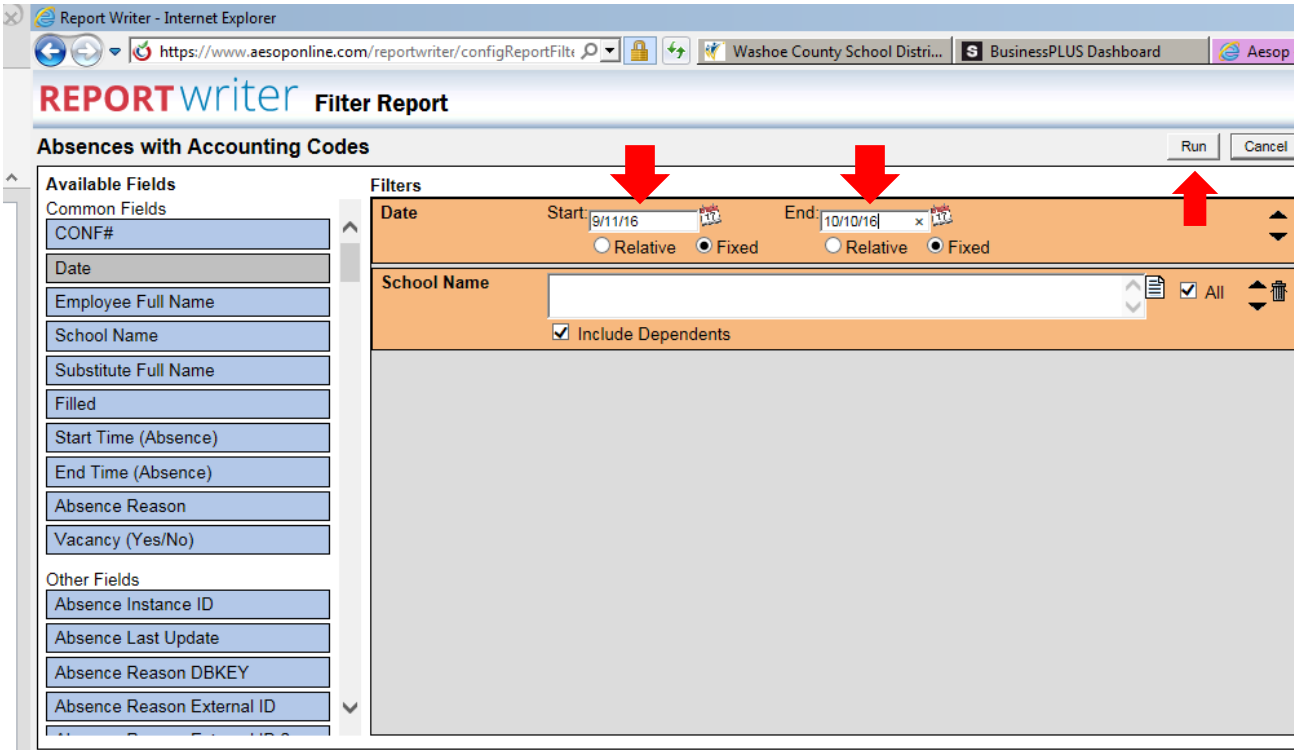 Report Writer - Internet Explorer
https://www.aesoponline.com/reportwriter/configReportFilte Washoe County School Distri... S BusinessPLUS Dashboard Aesop
REPORTwriter Filter Report
Absences with Accounting Codes Run Cancel
Available Fields Filters
Common Fields
Date Start: 9/11/16 17 End: 10/10/16 x 17
CONF#
Relative Fixed Relative Fixed
Date
School Name All
Employee Full Name
School Name Include Dependents
Substitute Full Name
Filled
Start Time (Absence)
End Time (Absence)
Absence Reason
Vacancy (Yes/No)
Other Fields
Absence Instance ID
Absence Last Update
Absence Reason DBKEY
Absence Reason External ID